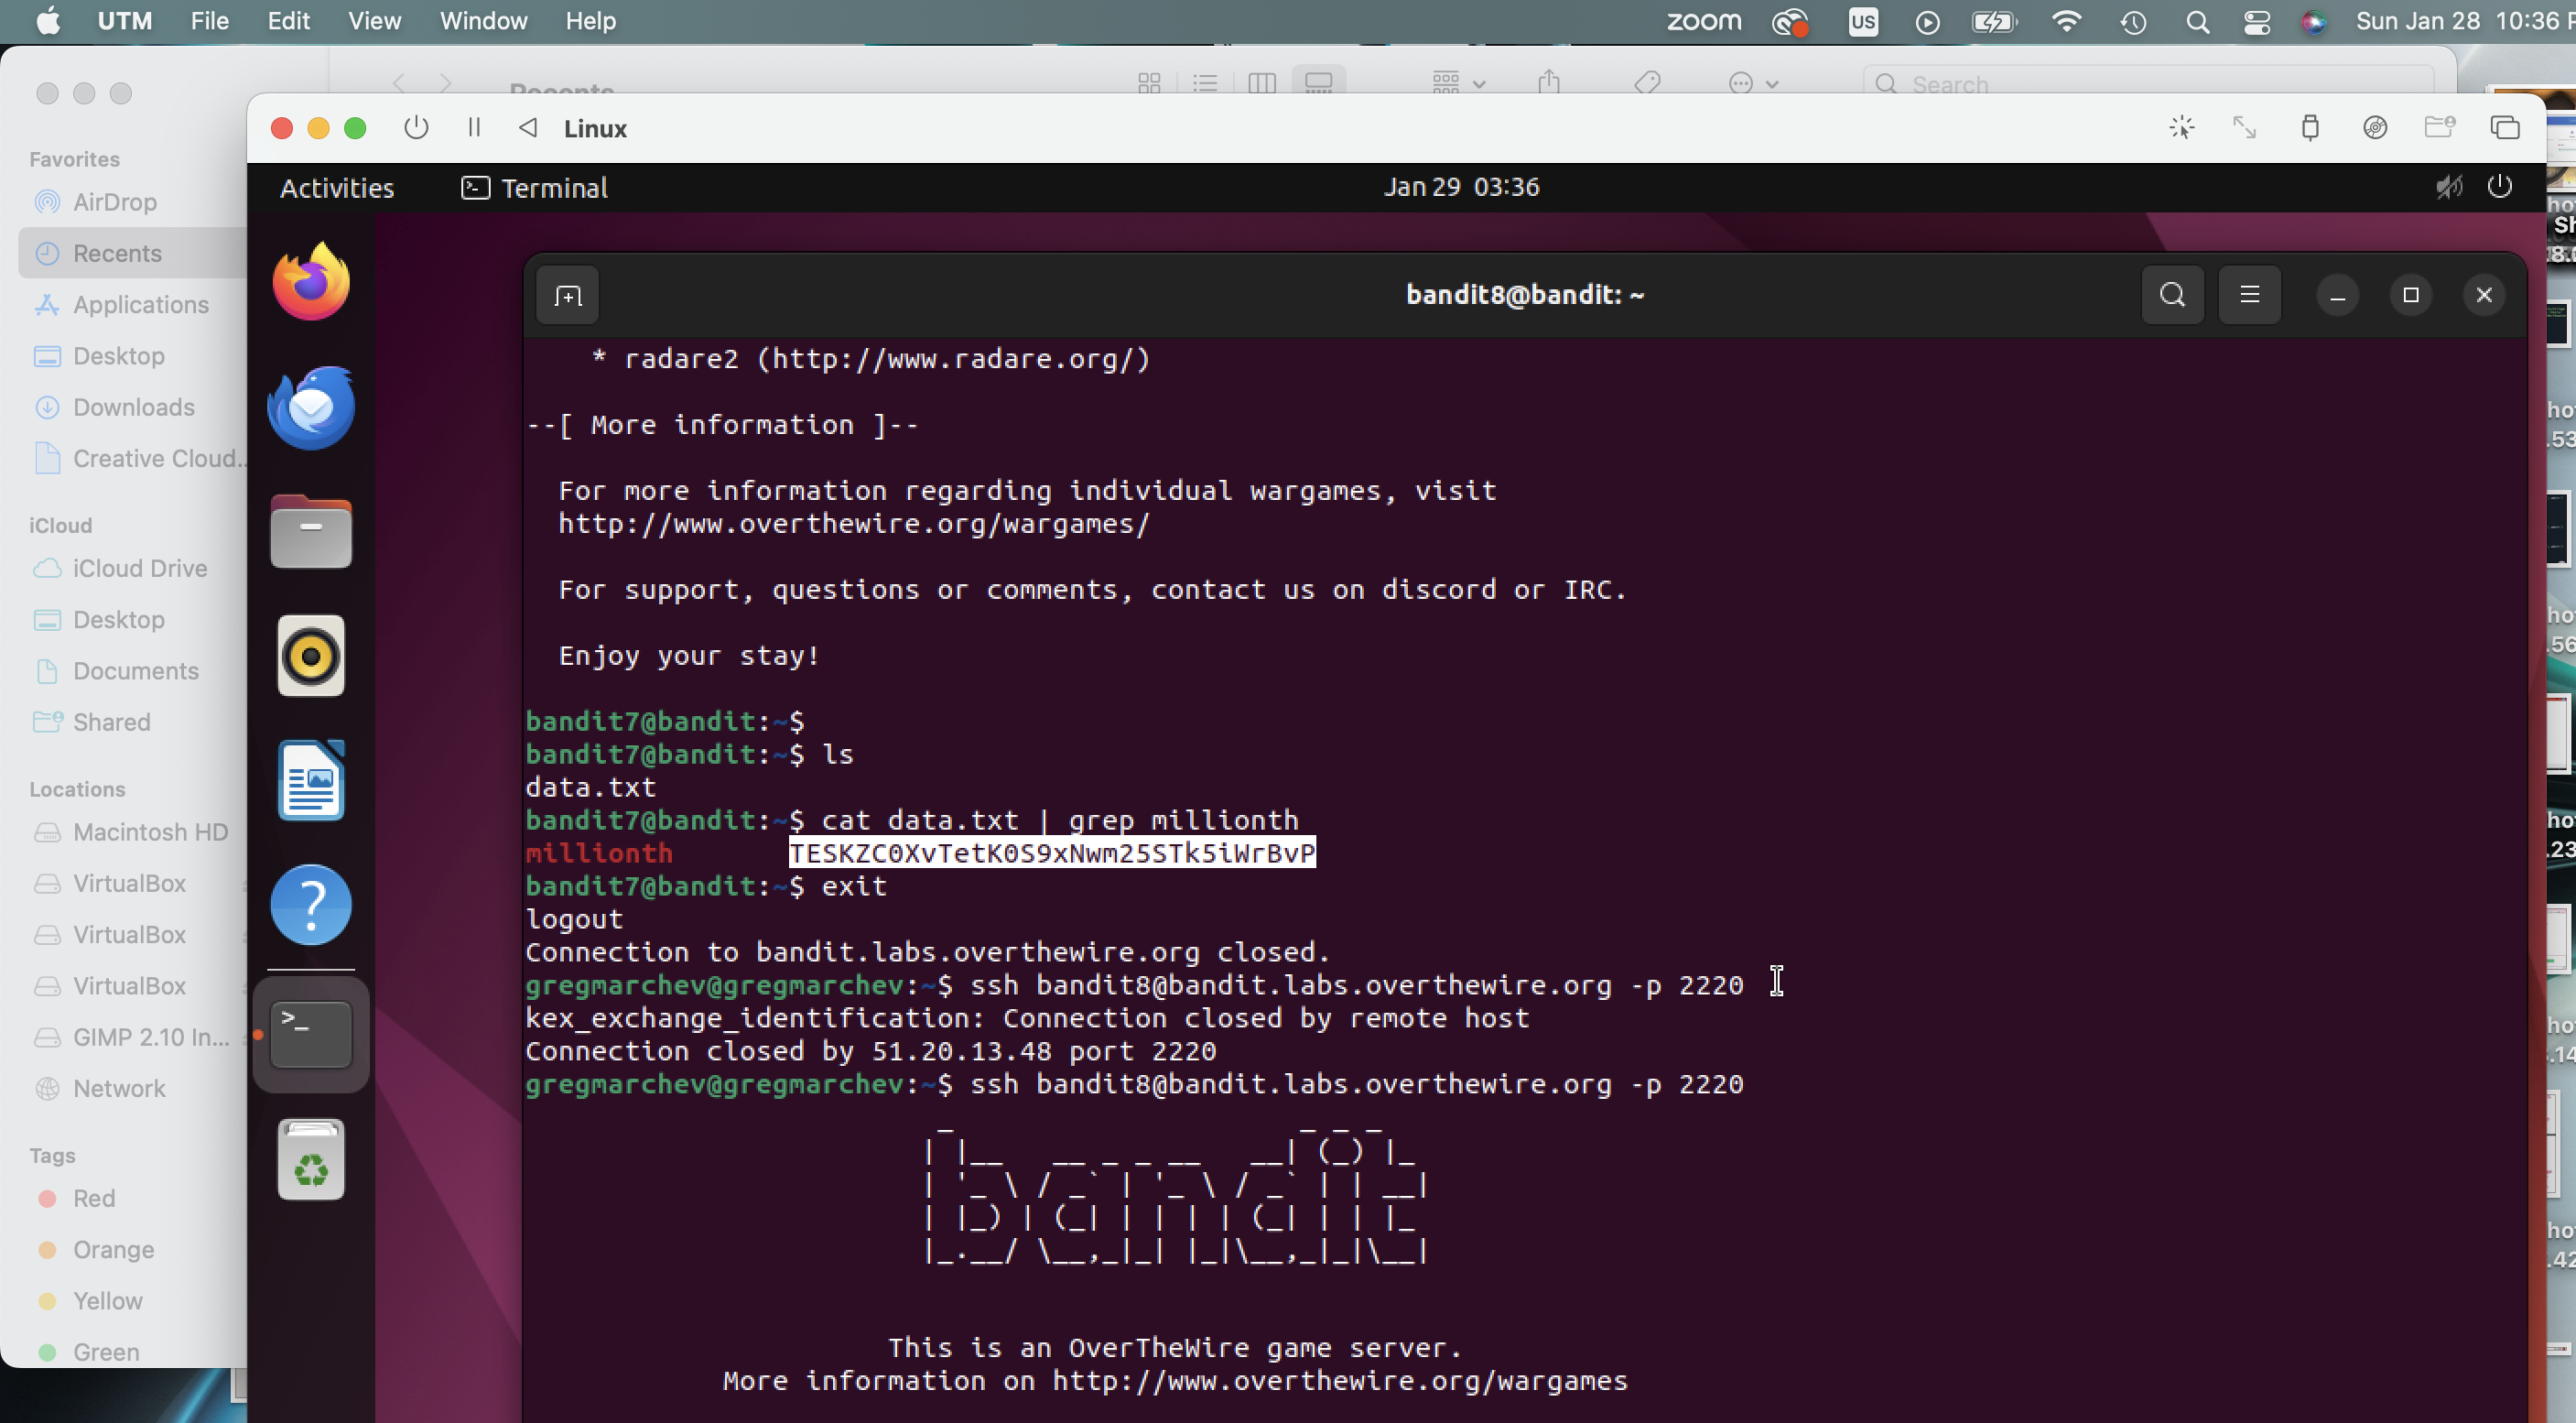 UTM File Edit View Window Help zoom US Sun Jan 28 10:36
Recents Search
Linux
Favorites
AirDrop
Recents
Applications
Desktop
Downloads
Creative Cloud...
iCloud
iCloud Drive
Desktop
Documents
Shared
Locations
Macintosh HD
VirtualBox
VirtualBox
VirtualBox
GIMP 2.10 In...
Network
Tags
Red
Orange
Yellow
Green
Activities Terminal Jan 29 03:36
bandit8@bandit: ~
* radare2 (http://www.radare.org/)
--[ More information ]--
For more information regarding individual wargames, visit
http://www.overthewire.org/wargames/
For support, questions or comments, contact us on discord or IRC.
Enjoy your stay!
bandit7@bandit:~$
bandit7@bandit:~$ ls
data.txt
bandit7@bandit:~$ cat data.txt | grep millionth
millionth TESKZC0XvTetK0S9xNwm25STk5iWrBvP
bandit7@bandit:~$ exit
logout
Connection to bandit.labs.overthewire.org closed.
gregmarchev@gregmarchev:~$ ssh bandit8@bandit.labs.overthewire.org -p 2220
kex_exchange_identification: Connection closed by remote host
Connection closed by 51.20.13.48 port 2220
gregmarchev@gregmarchev:~$ ssh bandit8@bandit.labs.overthewire.org -p 2220
bandit
This is an OverTheWire game server.
More information on http://www.overthewire.org/wargames